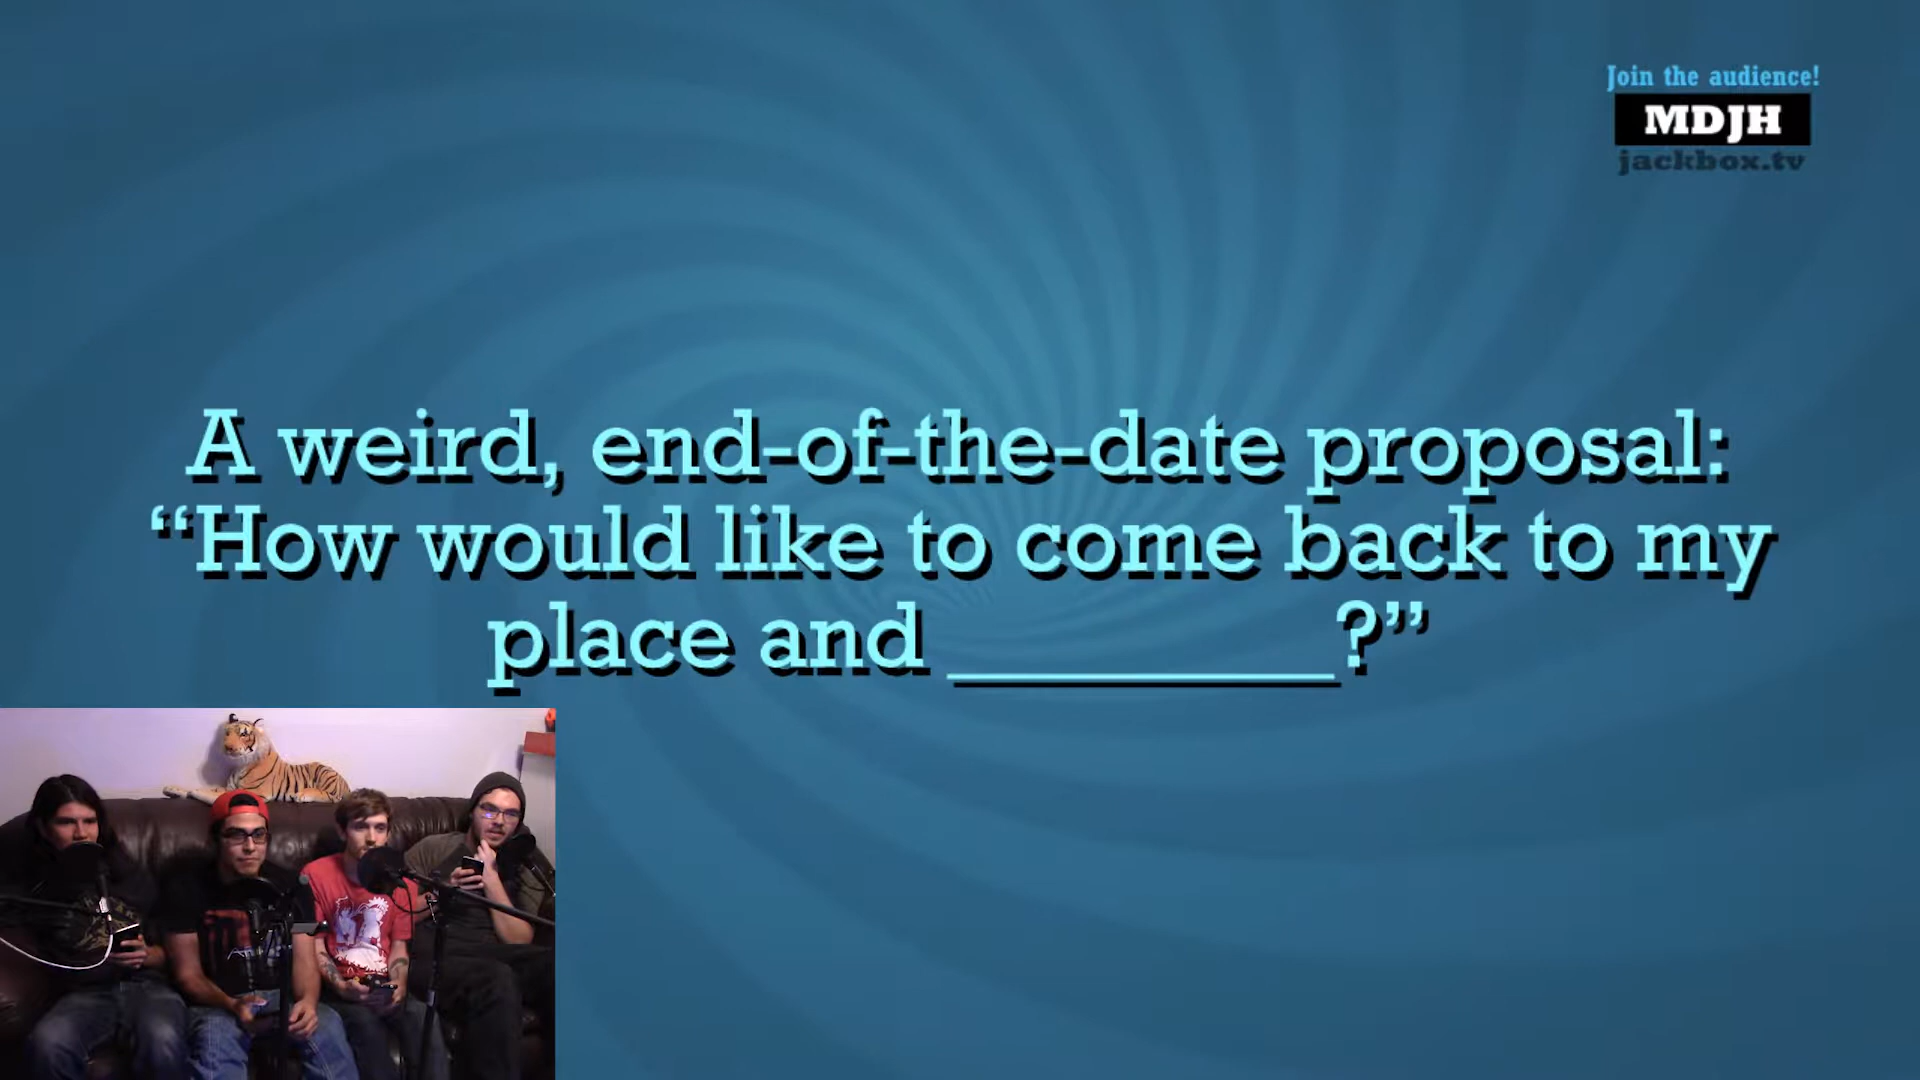 Join the audience!
MDJH
jackbox.tv
A weird, end-of-the-date proposal:
“How would like to come back to my
place and ________?”